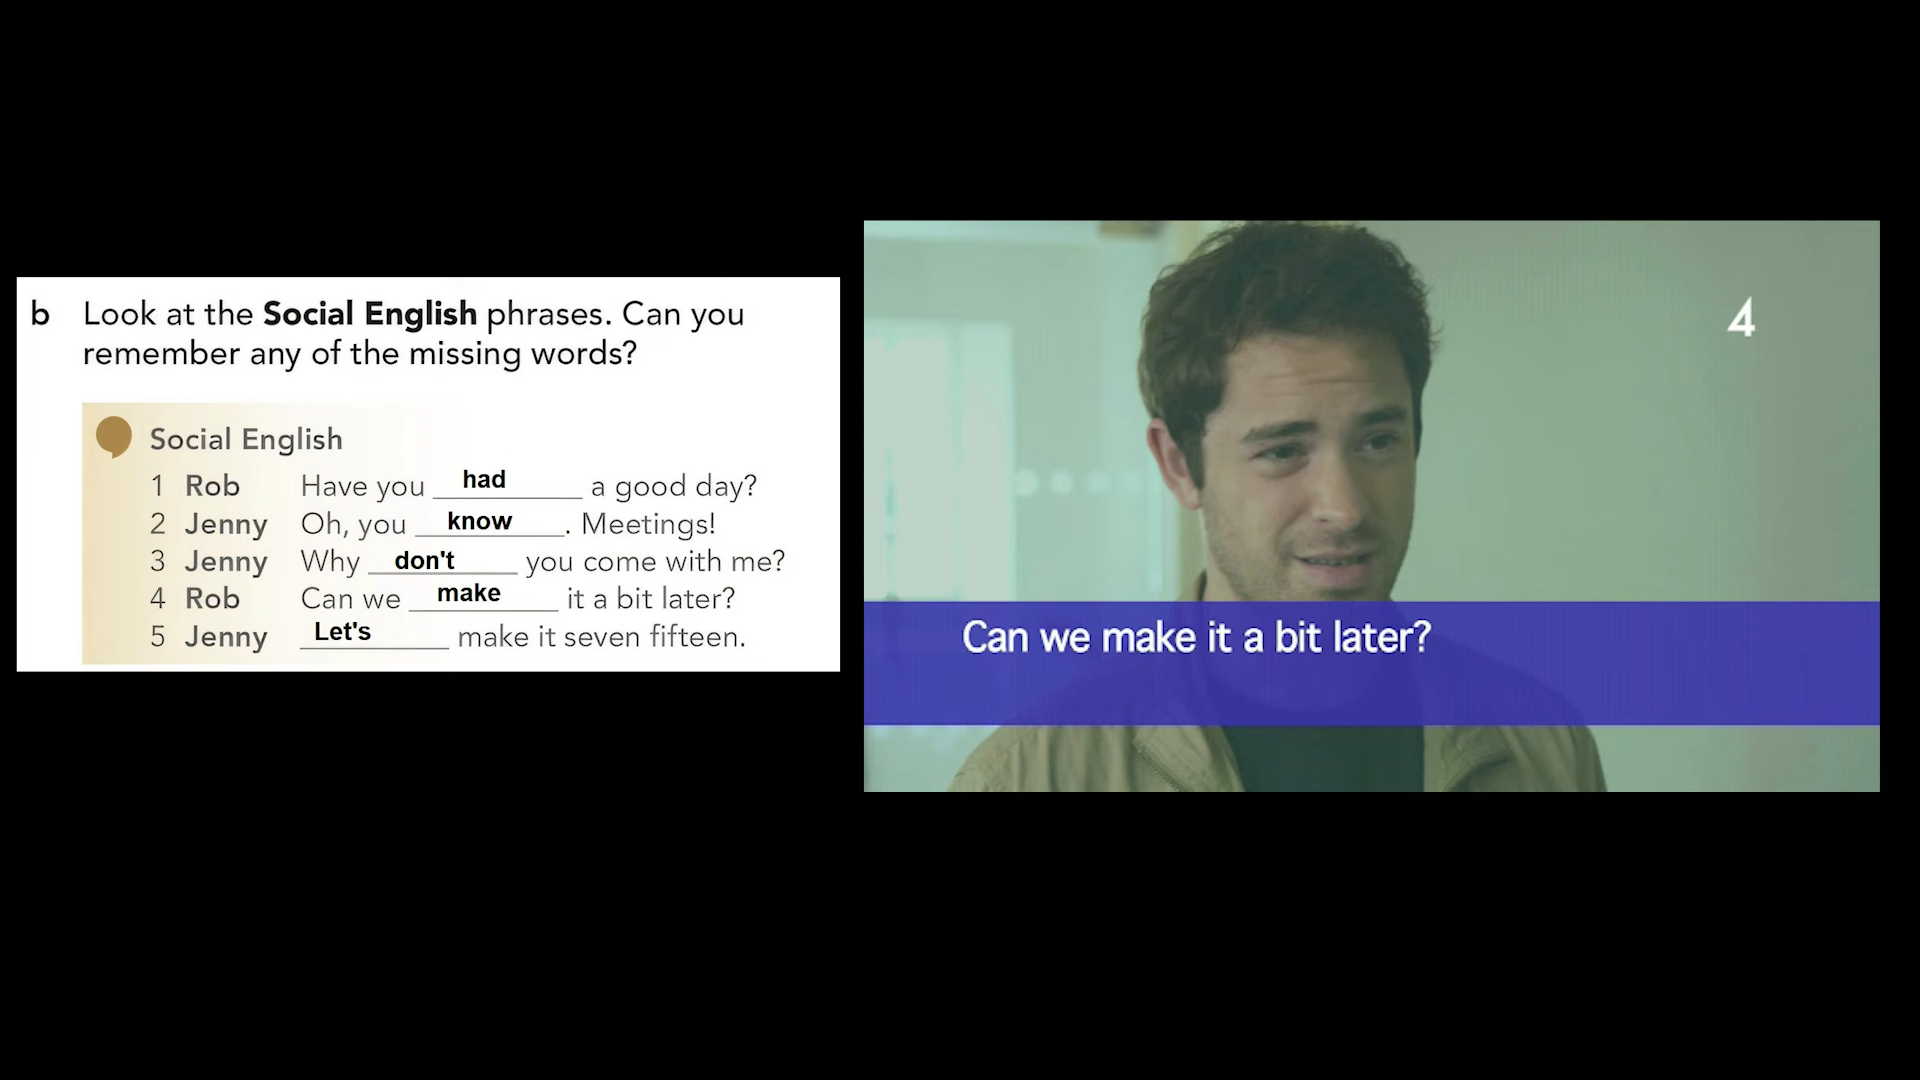 b Look at the Social English phrases. Can you
remember any of the missing words?
Social English
1 Rob Have you had a good day?
2 Jenny Oh, you know. Meetings!
3 Jenny Why don't you come with me?
4 Rob Can we make it a bit later?
5 Jenny Let's make it seven fifteen.
4
Can we make it a bit later?